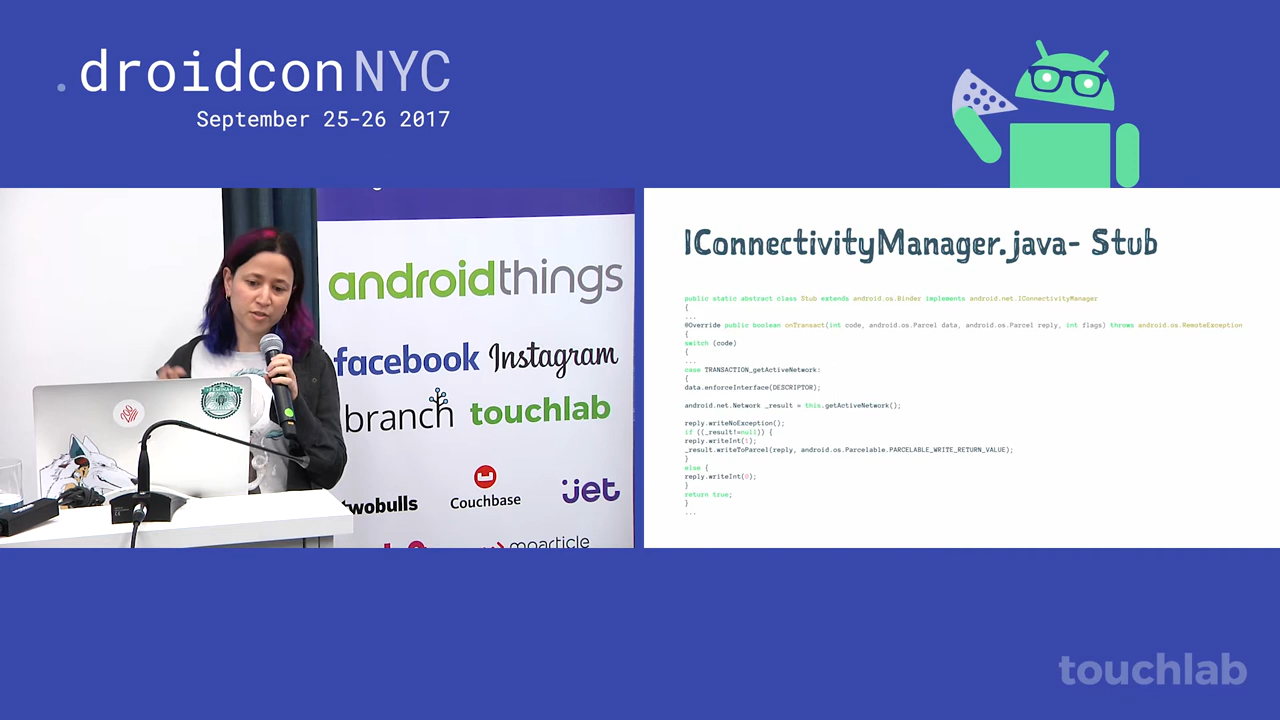 .droidcon NYC
September 25-26 2017
androidthings
facebook Instagram
branch touchlab
twobulls
Couchbase
jet
mparticle
IConnectivityManager.java- Stub
public static abstract class Stub extends android.os.Binder implements android.net.IConnectivityManager
{
...
@Override public boolean onTransact(int code, android.os.Parcel data, android.os.Parcel reply, int flags) throws android.os.RemoteException
{
switch (code)
{
...
case TRANSACTION_getActiveNetwork:
{
data.enforceInterface(DESCRIPTOR);
android.net.Network _result = this.getActiveNetwork();
reply.writeNoException();
if ((_result!=null)) {
reply.writeInt(1);
_result.writeToParcel(reply, android.os.Parcelable.PARCELABLE_WRITE_RETURN_VALUE);
}
else {
reply.writeInt(0);
}
return true;
}
...
touchlab